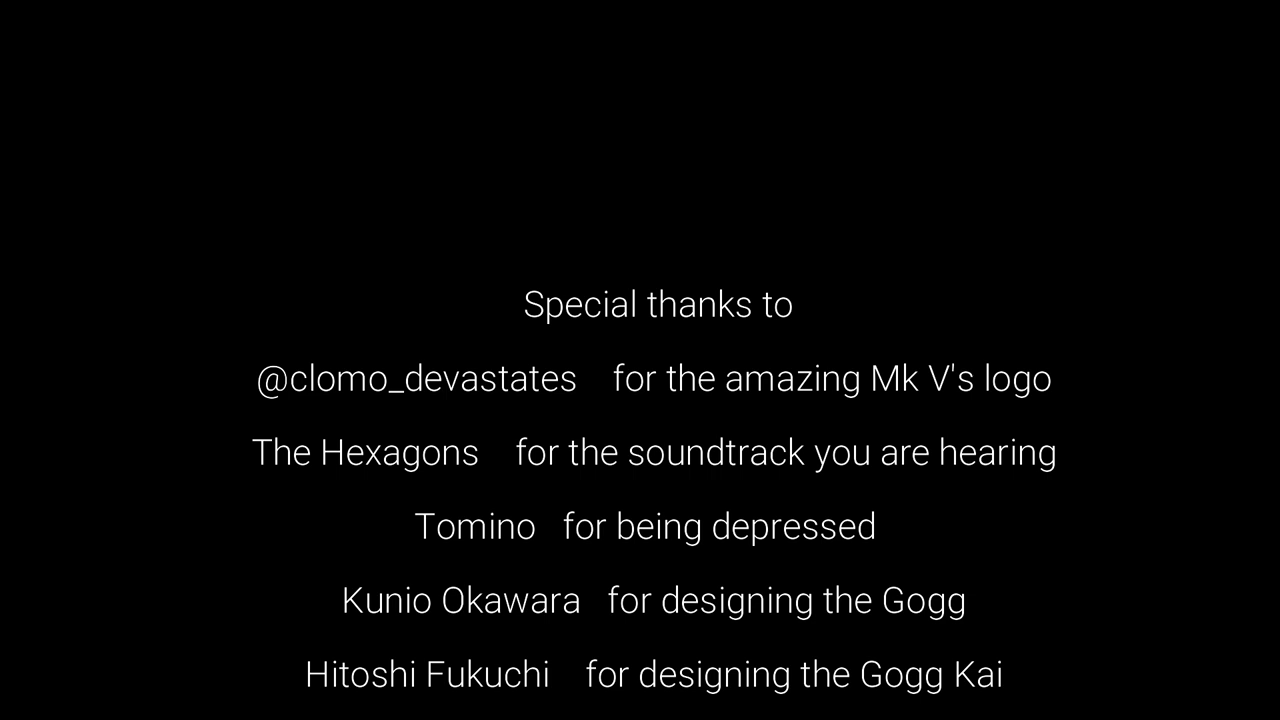 Special thanks to
@clomo_devastates for the amazing Mk V's logo
The Hexagons for the soundtrack you are hearing
Tomino for being depressed
Kunio Okawara for designing the Gogg
Hitoshi Fukuchi for designing the Gogg Kai